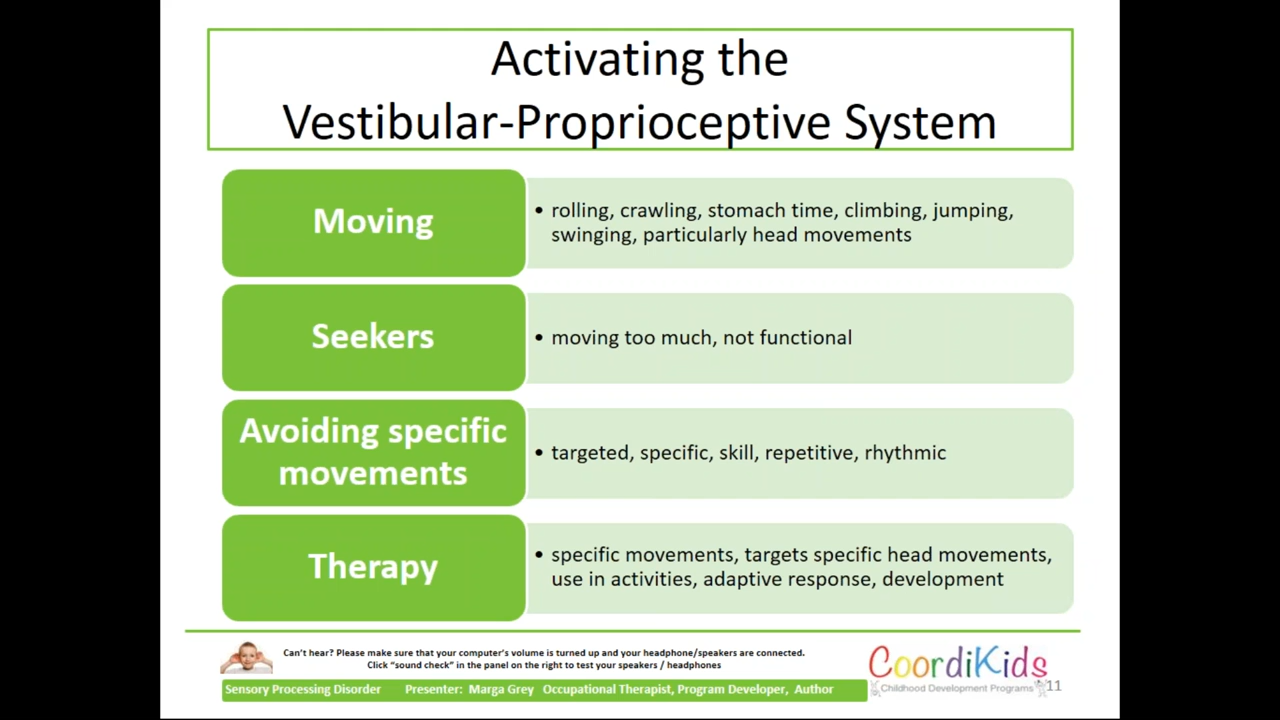 Activating the
Vestibular-Proprioceptive System
Moving
• rolling, crawling, stomach time, climbing, jumping,
swinging, particularly head movements
Seekers
• moving too much, not functional
Avoiding specific
movements
• targeted, specific, skill, repetitive, rhythmic
Therapy
• specific movements, targets specific head movements,
use in activities, adaptive response, development
Can't hear? Please make sure that your computer's volume is turned up and your headphone/speakers are connected.
Click “sound check” in the panel on the right to test your speakers / headphones
Sensory Processing Disorder Presenter: Marga Grey Occupational Therapist, Program Developer, Author
CoordiKids
Childhood Development Programs
11